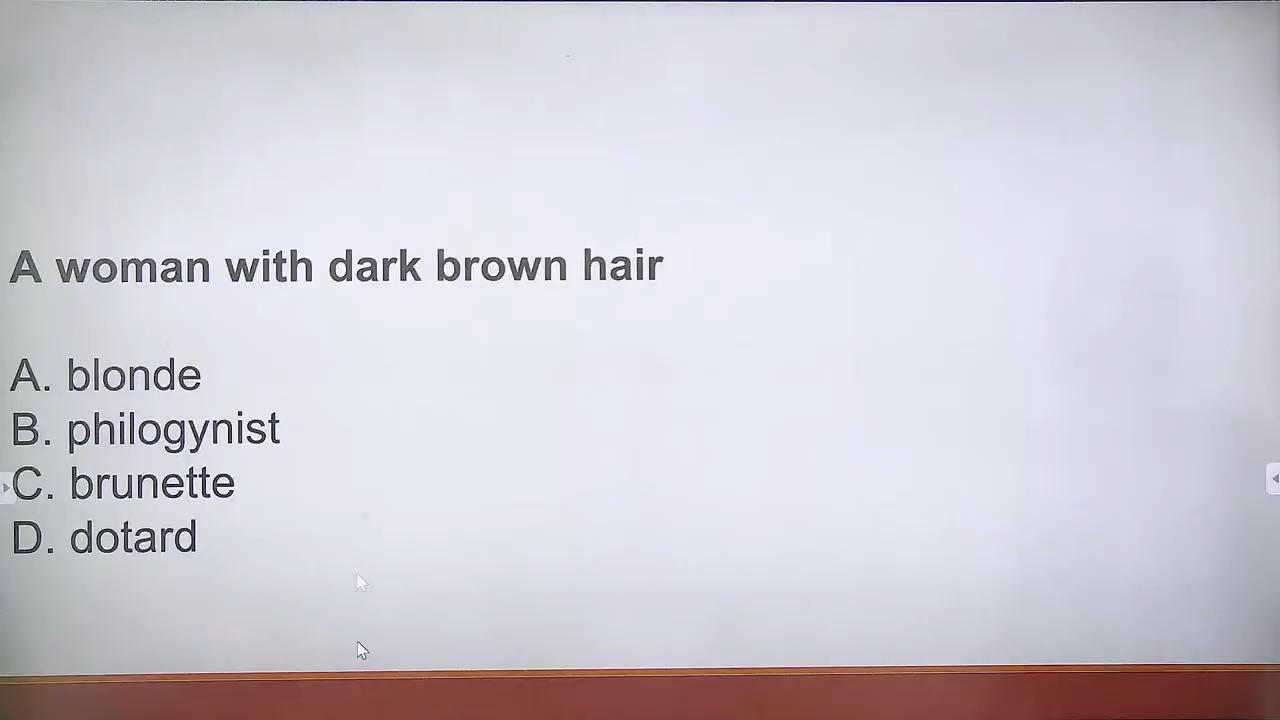 A woman with dark brown hair
A. blonde
B. philogynist
C. brunette
D. dotard